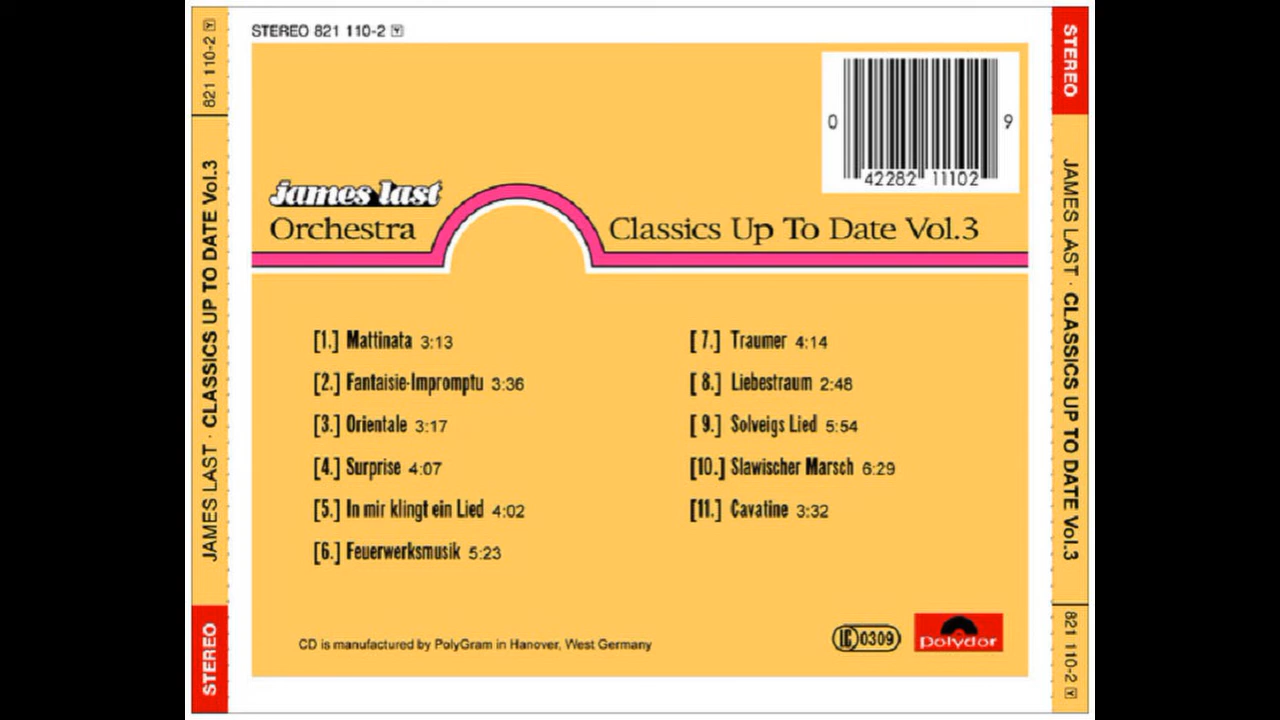 STEREO 821 110-2 Y
0 42282 11102 9
james last
Orchestra
Classics Up To Date Vol.3
[1.] Mattinata 3:13
[2.] Fantaisie-Impromptu 3:36
[3.] Orientale 3:17
[4.] Surprise 4:07
[5.] In mir klingt ein Lied 4:02
[6.] Feuerwerksmusik 5:23
[7.] Traumer 4:14
[8.] Liebestraum 2:48
[9.] Solveigs Lied 5:54
[10.] Slawischer Marsch 6:29
[11.] Cavatine 3:32
CD is manufactured by PolyGram in Hanover, West Germany
LC 0309
Polydor
STEREO JAMES LAST · CLASSICS UP TO DATE Vol.3 821 110-2 Y
STEREO JAMES LAST · CLASSICS UP TO DATE Vol.3 821 110-2 Y